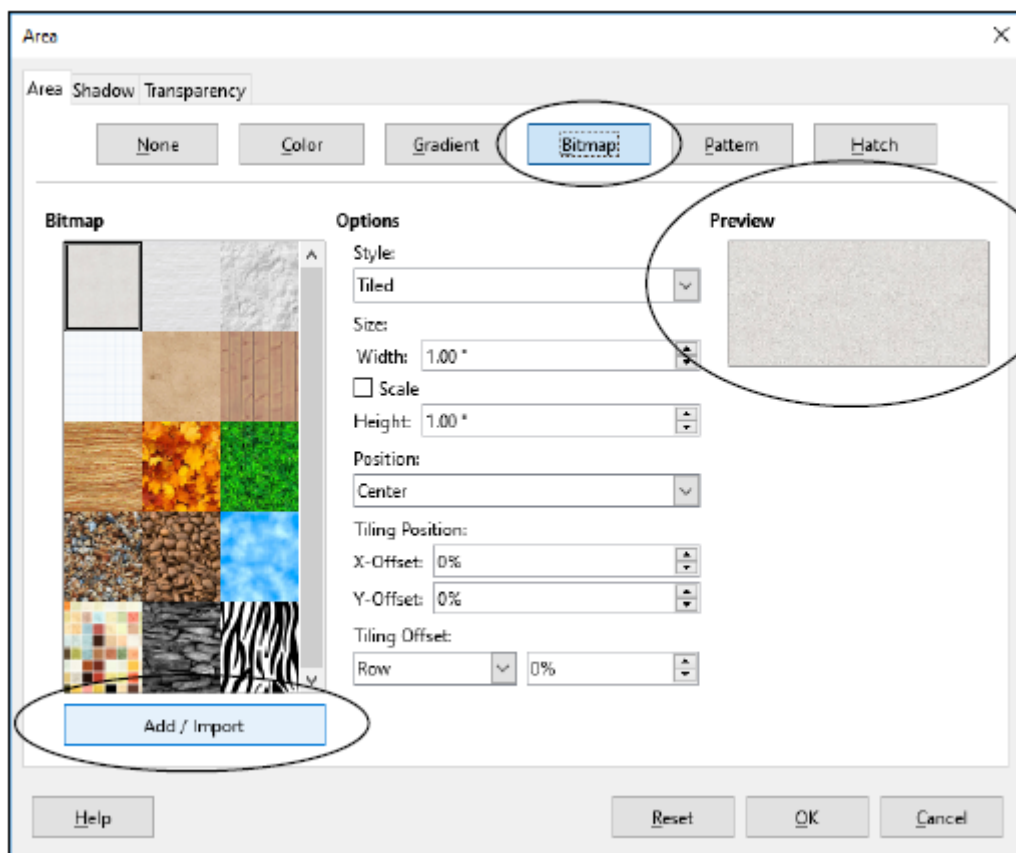 Area
Area Shadow Transparency
None Color Gradient Bitmap Pattern Hatch
Bitmap
Add / Import
Options
Style:
Tiled
Size:
Width: 1.00 "
Scale
Height: 1.00 "
Position:
Center
Tiling Position:
X-Offset: 0%
Y-Offset: 0%
Tiling Offset:
Row 0%
Preview
Help Reset OK Cancel